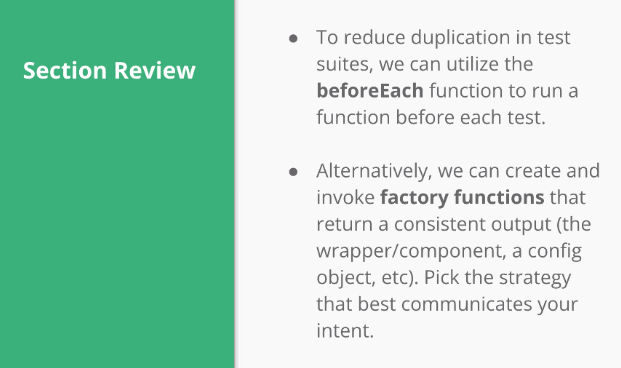 Section Review
● To reduce duplication in test
suites, we can utilize the
beforeEach function to run a
function before each test.
● Alternatively, we can create and
invoke factory functions that
return a consistent output (the
wrapper/component, a config
object, etc). Pick the strategy
that best communicates your
intent.